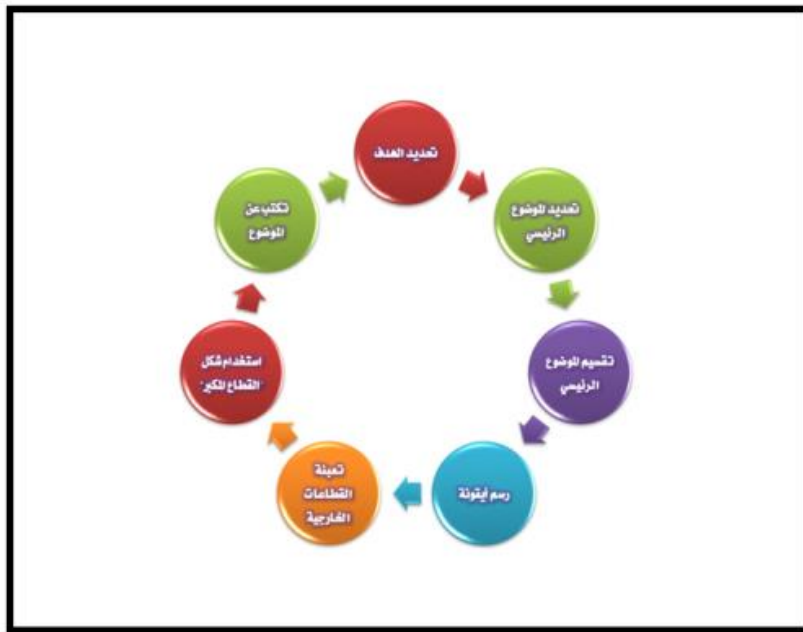 تحديد الهدف
تحديد الموضوع
الرئيسي
تقسيم الموضوع
الرئيسي
رسم أيقونة
تعبئة
القطاعات
الخارجية
استخدام شكل
"القطاع المكبر"
تكتب عن
الموضوع